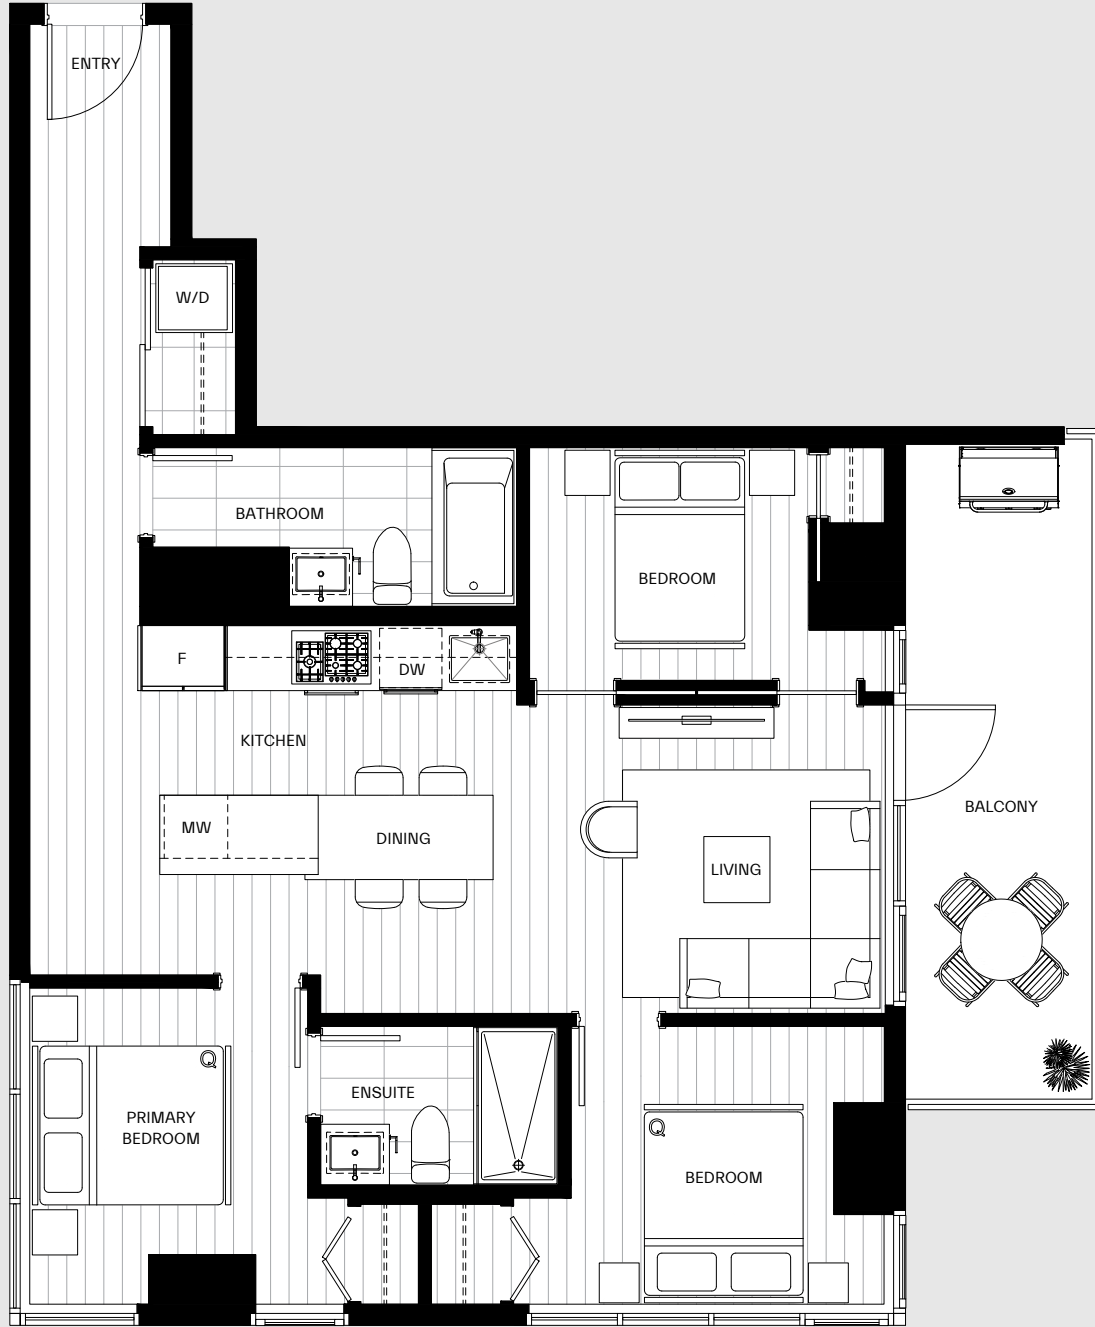 ENTRY
W/D
BATHROOM
BEDROOM
F
DW
KITCHEN
MW
DINING
LIVING
BALCONY
ENSUITE
Q
PRIMARY
BEDROOM
Q
BEDROOM